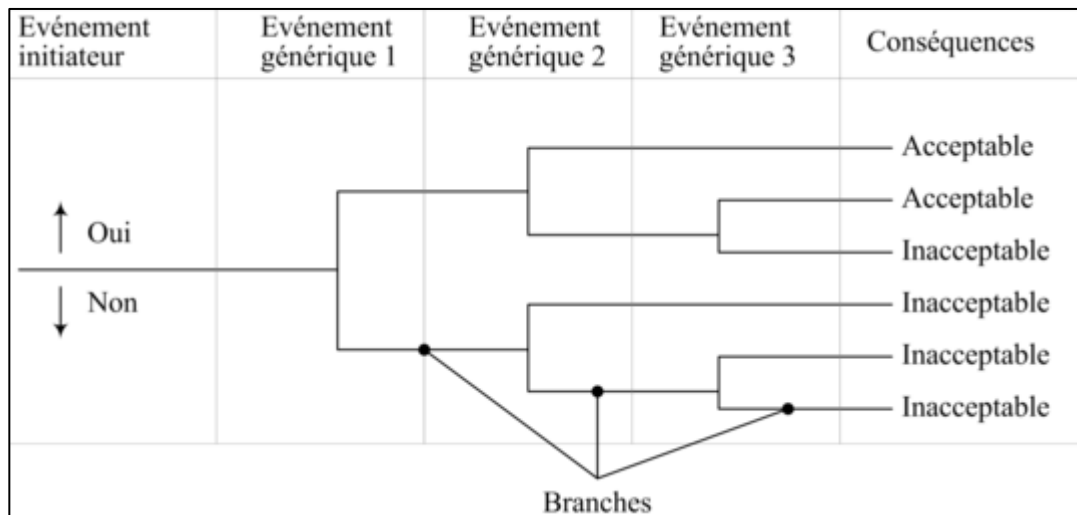 Evénement
initiateur
Evénement
générique 1
Evénement
générique 2
Evénement
générique 3
Conséquences
Acceptable
Acceptable
Oui
Inacceptable
Non
Inacceptable
Inacceptable
Inacceptable
Branches